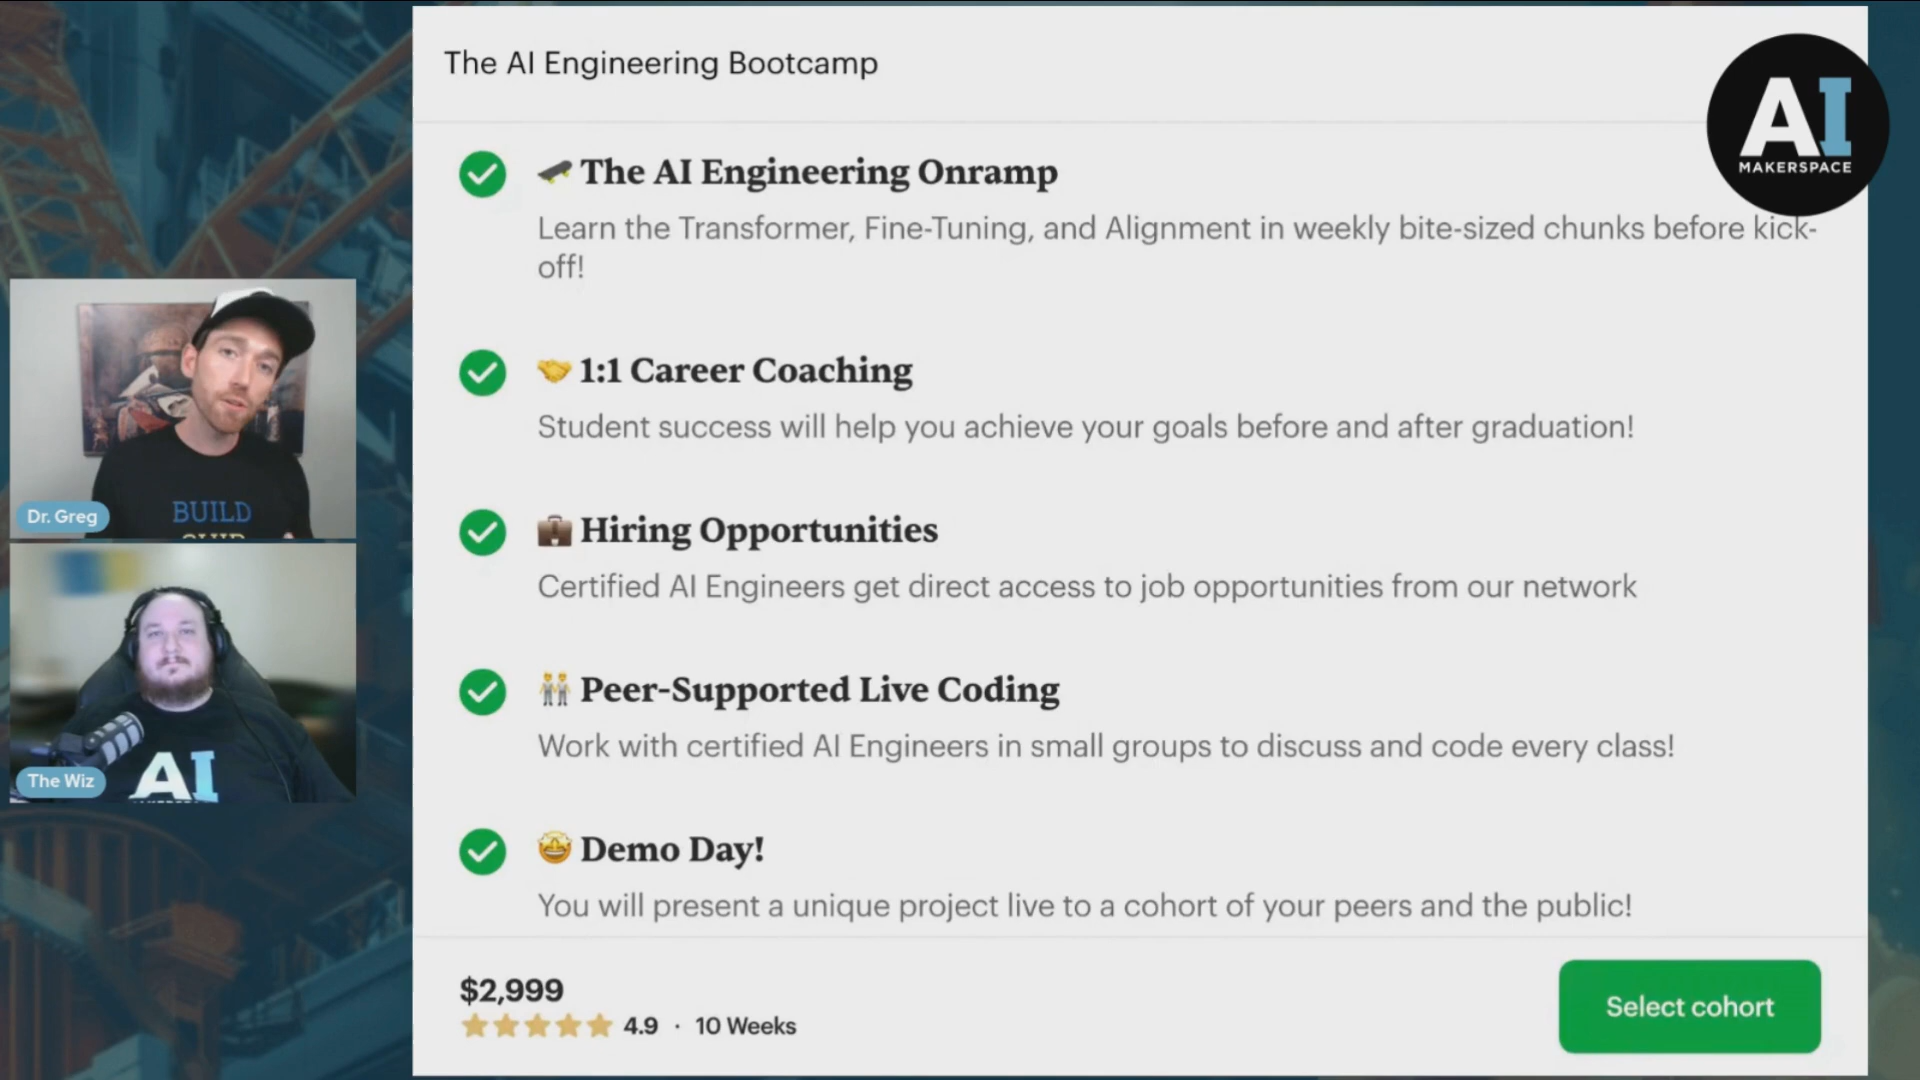 The AI Engineering Bootcamp
AI
MAKERSPACE
The AI Engineering Onramp
Learn the Transformer, Fine-Tuning, and Alignment in weekly bite-sized chunks before kick-
off!
1:1 Career Coaching
Student success will help you achieve your goals before and after graduation!
Hiring Opportunities
Certified AI Engineers get direct access to job opportunities from our network
Peer-Supported Live Coding
Work with certified AI Engineers in small groups to discuss and code every class!
Demo Day!
You will present a unique project live to a cohort of your peers and the public!
$2,999
4.9 · 10 Weeks
Select cohort
BUILD
Dr. Greg
AI
The Wiz